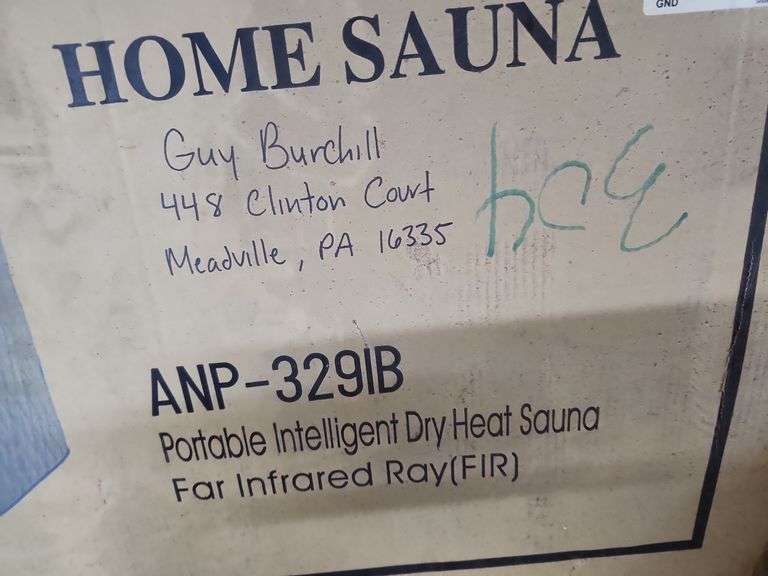 GND
HOME SAUNA
Guy Burchill
448 Clinton Court
Meadville, PA 16335
ANP-329IB
Portable Intelligent Dry Heat Sauna
Far Infrared Ray(FIR)